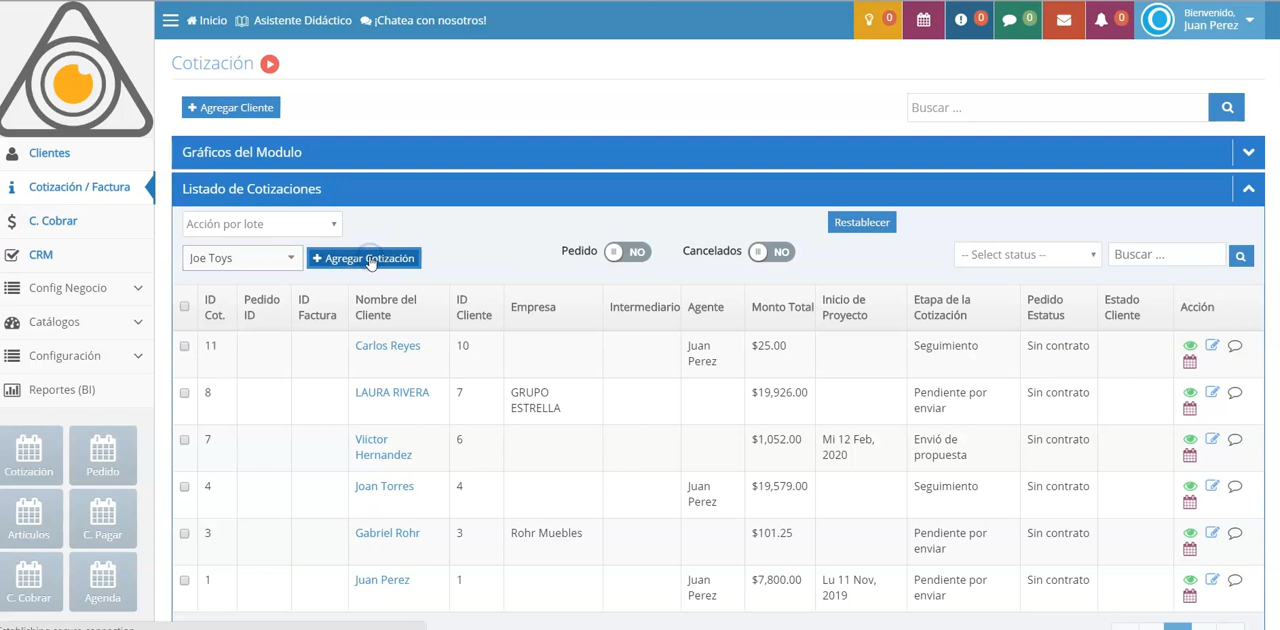 Inicio Asistente Didáctico ¡Chatea con nosotros! 0 0 0 0 Bienvenido, Juan Perez
Cotización
Agregar Cliente
Buscar ...
Clientes
Cotización / Factura
C. Cobrar
CRM
Config Negocio
Catálogos
Configuración
Reportes (BI)
Cotización
Pedido
Artículos
C. Pagar
C. Cobrar
Agenda
Gráficos del Modulo
Listado de Cotizaciones
Acción por lote
Restablecer
Joe Toys
Agregar Cotización
Pedido NO
Cancelados NO
-- Select status --
Buscar ...
ID Cot. Pedido ID ID Factura Nombre del Cliente ID Cliente Empresa Intermediario Agente Monto Total Inicio de Proyecto Etapa de la Cotización Pedido Estatus Estado Cliente Acción
11 Carlos Reyes 10 Juan Perez $25.00 Seguimiento Sin contrato
8 LAURA RIVERA 7 GRUPO ESTRELLA $19,926.00 Pendiente por enviar Sin contrato
7 Viictor Hernandez 6 $1,052.00 Mi 12 Feb, 2020 Envió de propuesta Sin contrato
4 Joan Torres 4 Juan Perez $19,579.00 Seguimiento Sin contrato
3 Gabriel Rohr 3 Rohr Muebles $101.25 Pendiente por enviar Sin contrato
1 Juan Perez 1 Juan Perez $7,800.00 Lu 11 Nov, 2019 Pendiente por enviar Sin contrato